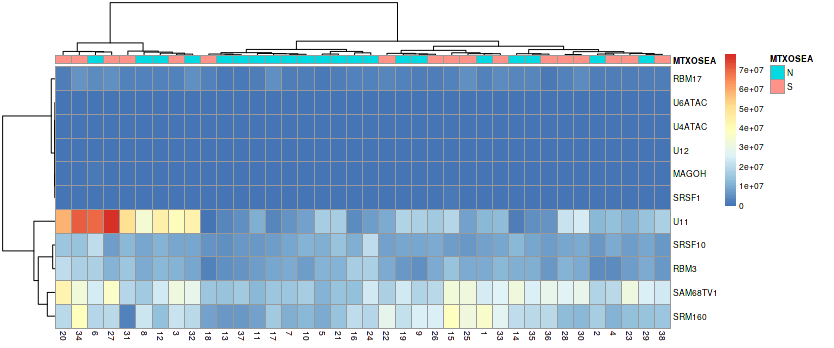 MTXOSEA
RBM17
U6ATAC
U4ATAC
U12
MAGOH
SRSF1
U11
SRSF10
RBM3
SAM68TV1
SRM160
20 34 6 27 31 8 12 3 32 18 13 37 11 17 7 10 5 21 16 24 22 19 9 26 15 25 1 33 14 35 36 28 30 2 4 23 29 38
7e+07
6e+07
5e+07
4e+07
3e+07
2e+07
1e+07
0
MTXOSEA
N
S